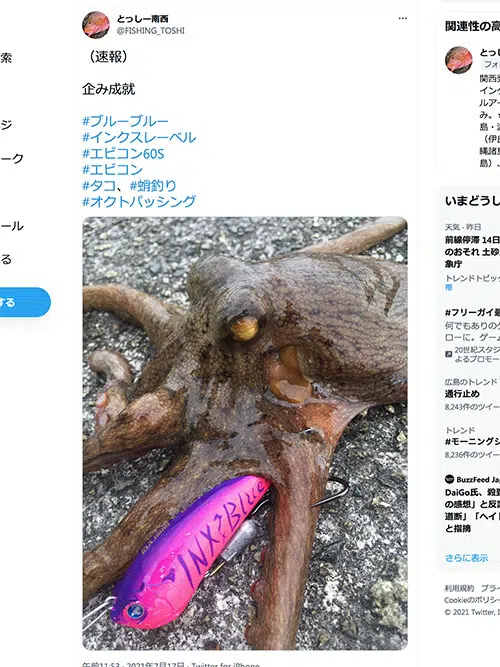 とっしー南西
@FISHING_TOSHI
（速報）
企み成就
#ブルーブルー
#インクスレーベル
#エビコン60S
#エビコン
#タコ、#蛸釣り
#オクトパッシング
INX?Blue
午前11:53 · 2021年7月17日 · Twitter for iPhone
索
ジ
ーク
ール
る
する
関連性の高
とっし
フォ
関西発
インク
ルアー
み。
島・
（伊
縄諸
島）、
いまどうし
天気 · 昨日
前線停滞 14日
のおそれ 土砂
象庁
トレンドトピック
帯
#フリーガイ最
何でもありのゲ
ローに。ゲーム
20世紀スタジ
よるプロモー
広島のトレンド
通行止め
8,243件のツイー
トレンド
#モーニングシ
8,236件のツイー
BuzzFeed Jap
DaiGo氏、殺
の感想」と反
道断」「ヘイト
と指摘
さらに表示
利用規約 プライ
Cookieのポリシー
© 2021 Twitter, I